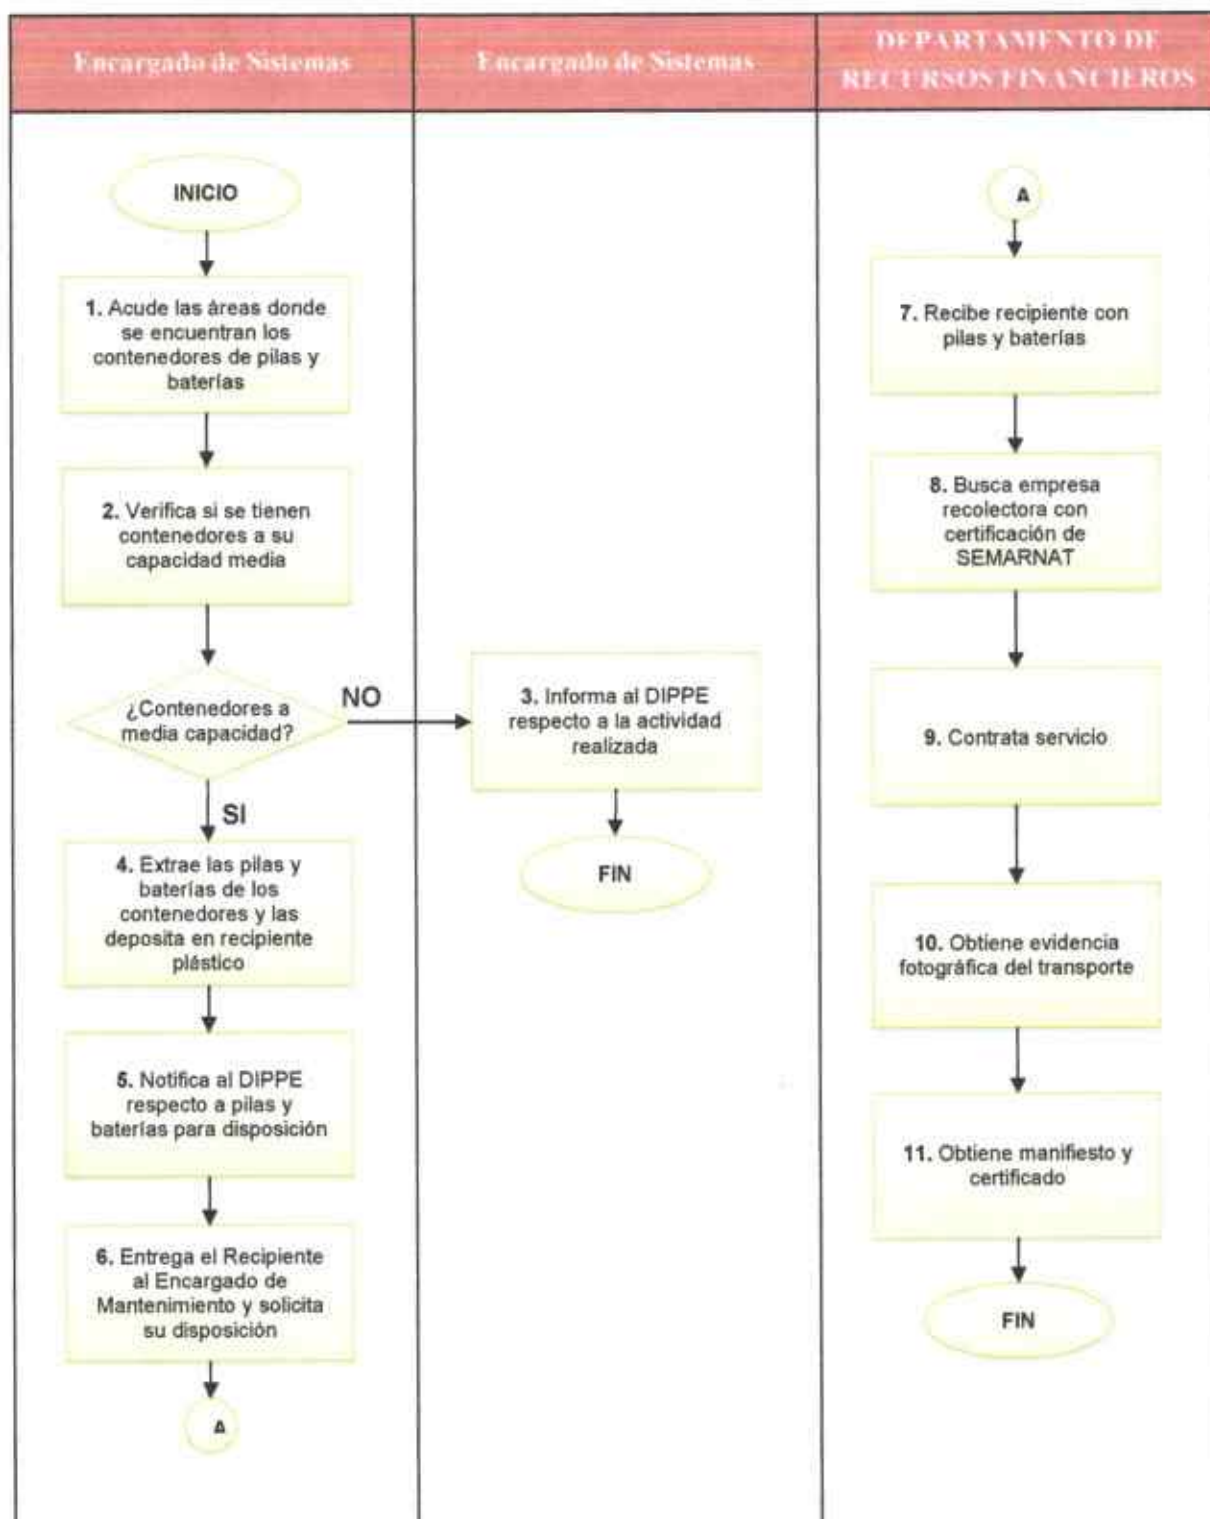 Encargado de Sistemas
Encargado de Sistemas
DEPARTAMENTO DE
RECURSOS FINANCIEROS
INICIO
1. Acude las áreas donde
se encuentran los
contenedores de pilas y
baterías
2. Verifica si se tienen
contenedores a su
capacidad media
¿Contenedores a
media capacidad?
NO
SI
3. Informa al DIPPE
respecto a la actividad
realizada
FIN
4. Extrae las pilas y
baterías de los
contenedores y las
deposita en recipiente
plástico
5. Notifica al DIPPE
respecto a pilas y
baterías para disposición
6. Entrega el Recipiente
al Encargado de
Mantenimiento y solicita
su disposición
A
A
7. Recibe recipiente con
pilas y baterías
8. Busca empresa
recolectora con
certificación de
SEMARNAT
9. Contrata servicio
10. Obtiene evidencia
fotográfica del transporte
11. Obtiene manifiesto y
certificado
FIN